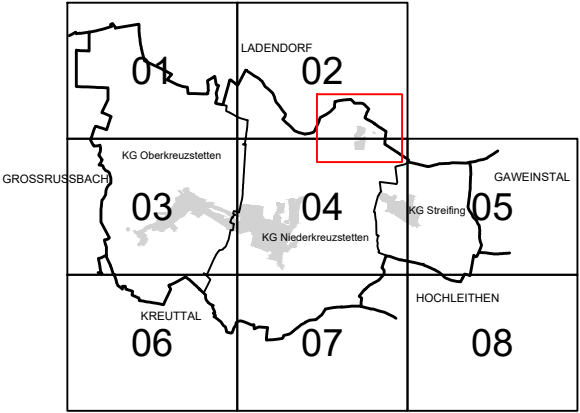 LADENDORF
01
02
KG Oberkreuzstetten
GROSSRUSSBACH
GAWEINSTAL
03
04
KG Streifing
05
KG Niederkreuzstetten
HOCHLEITHEN
KREUTTAL
06
07
08